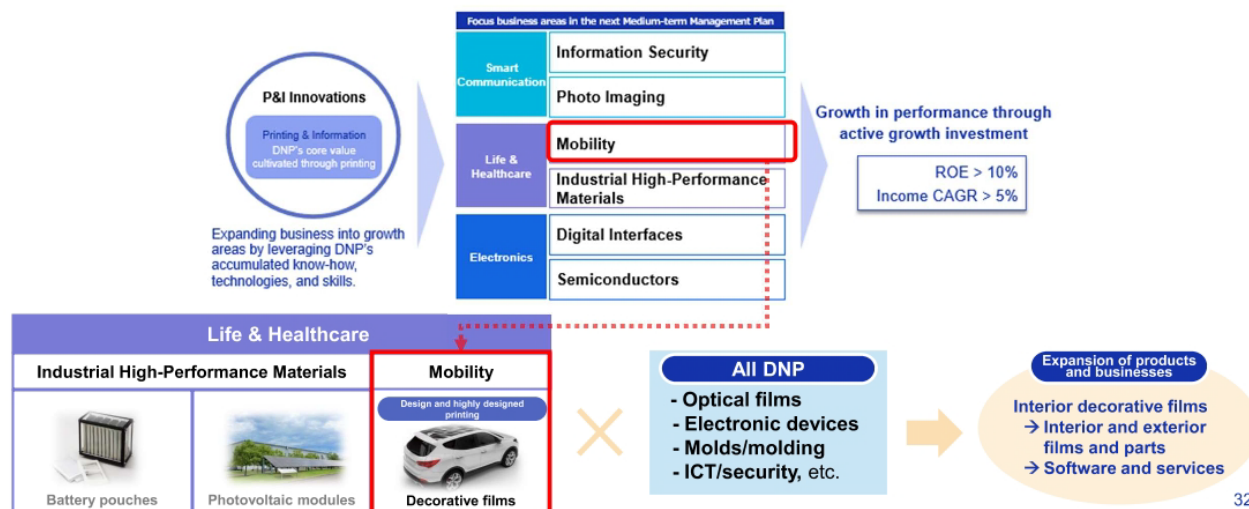 Focus business areas in the next Medium-term Management Plan
P&I Innovations
Printing & Information
DNP's core value
cultivated through printing
Expanding business into growth
areas by leveraging DNP's
accumulated know-how,
technologies, and skills.
Smart
Communication
Information Security
Photo Imaging
Life &
Healthcare
Mobility
Industrial High-Performance
Materials
Electronics
Digital Interfaces
Semiconductors
Growth in performance through
active growth investment
ROE > 10%
Income CAGR > 5%
Life & Healthcare
Industrial High-Performance Materials
Mobility
Design and highly designed
printing
Battery pouches
Photovoltaic modules
Decorative films
All DNP
- Optical films
- Electronic devices
- Molds/molding
- ICT/security, etc.
Expansion of products
and businesses
Interior decorative films
→ Interior and exterior
films and parts
→ Software and services
32